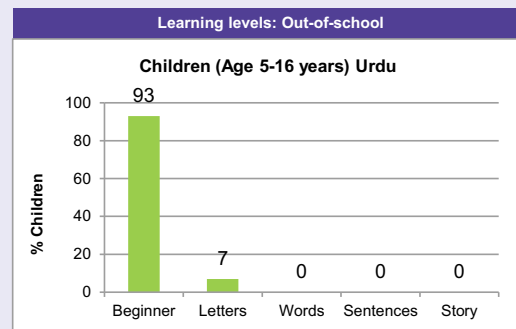 Learning levels: Out-of-school
Children (Age 5-16 years) Urdu
% Children
100
80
60
40
20
0
93
7
0
0
0
Beginner Letters Words Sentences Story